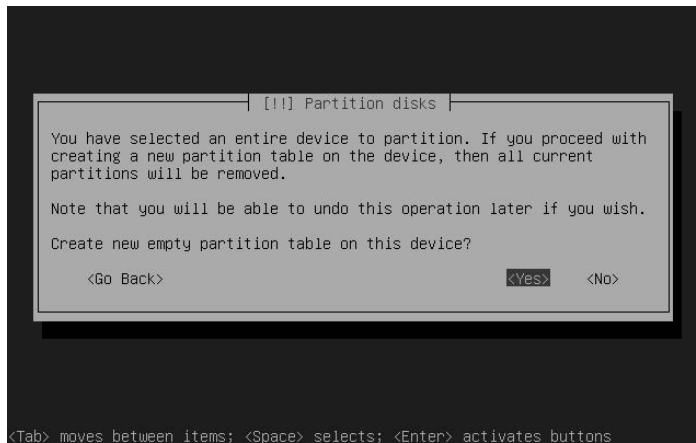 [!!] Partition disks
You have selected an entire device to partition. If you proceed with
creating a new partition table on the device, then all current
partitions will be removed.
Note that you will be able to undo this operation later if you wish.
Create new empty partition table on this device?
<Go Back> <Yes> <No>
<Tab> moves between items; <Space> selects; <Enter> activates buttons